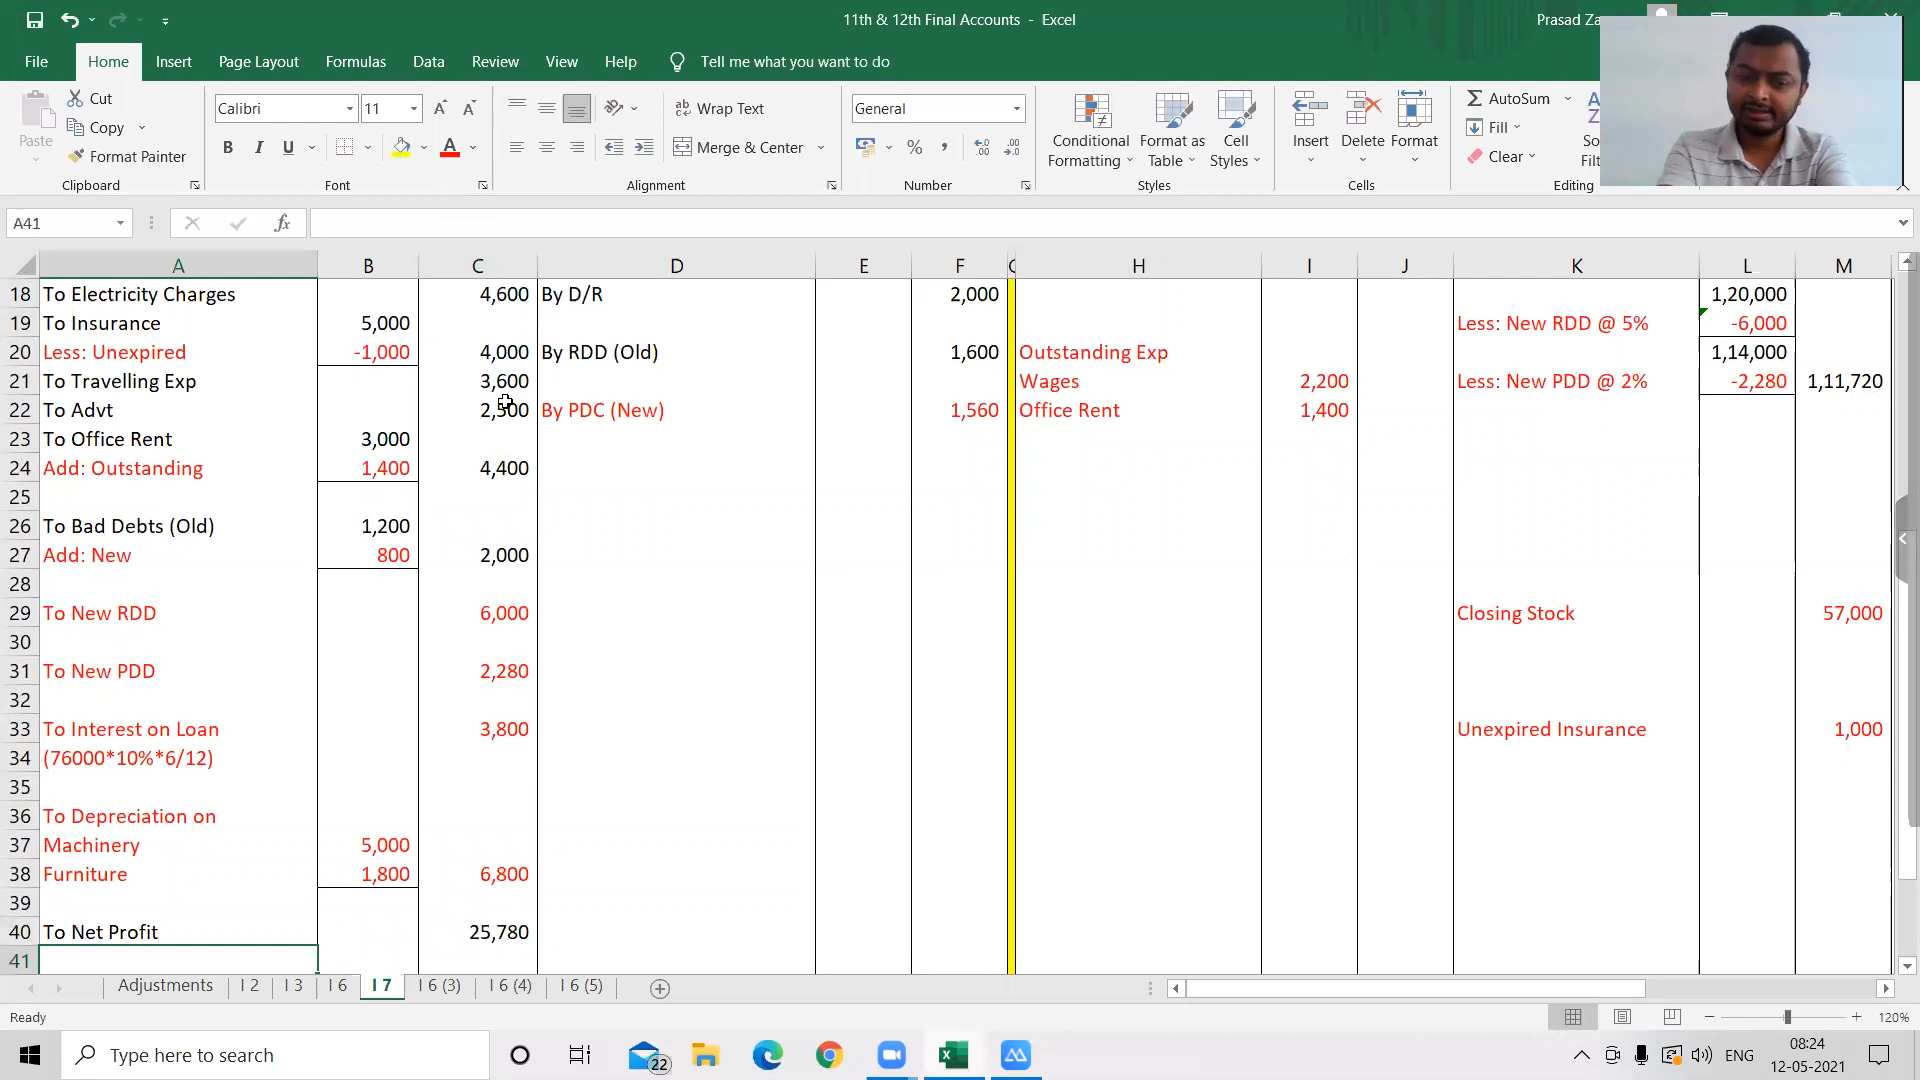 11th & 12th Final Accounts - Excel
Prasad Za
File Home Insert Page Layout Formulas Data Review View Help Tell me what you want to do
Paste Cut Copy Format Painter Clipboard
Calibri 11 B I U A Font
ab Wrap Text Merge & Center Alignment
General % , Number
Conditional Formatting Format as Table Cell Styles Styles
Insert Delete Format Cells
AutoSum Fill Clear Editing
A41 fx
A B C D E F H I J K L M
18 To Electricity Charges 4,600 By D/R 2,000 1,20,000
19 To Insurance 5,000 Less: New RDD @ 5% -6,000
20 Less: Unexpired -1,000 4,000 By RDD (Old) 1,600 Outstanding Exp 1,14,000
21 To Travelling Exp 3,600 Wages 2,200 Less: New PDD @ 2% -2,280 1,11,720
22 To Advt 2,500 By PDC (New) 1,560 Office Rent 1,400
23 To Office Rent 3,000
24 Add: Outstanding 1,400 4,400
25
26 To Bad Debts (Old) 1,200
27 Add: New 800 2,000
28
29 To New RDD 6,000 Closing Stock 57,000
30
31 To New PDD 2,280
32
33 To Interest on Loan 3,800 Unexpired Insurance 1,000
34 (76000*10%*6/12)
35
36 To Depreciation on
37 Machinery 5,000
38 Furniture 1,800 6,800
39
40 To Net Profit 25,780
41
Adjustments I 2 I 3 I 6 I 7 I 6 (3) I 6 (4) I 6 (5)
Ready 120%
Type here to search 22 ENG 08:24
12-05-2021